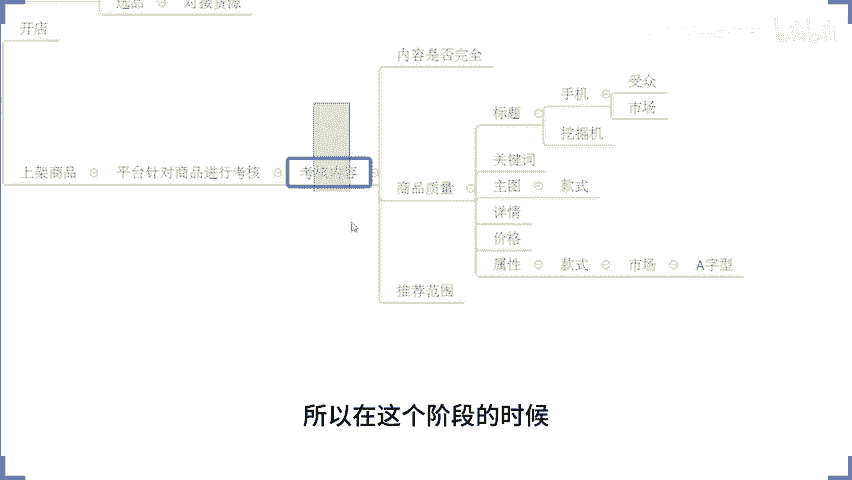 选品 对接货源
开店
内容是否完全
受众
手机
市场
标题
挖掘机
关键词
上架商品 平台针对商品进行考核 考核内容
商品质量 主图 款式
详情
价格
属性 款式 市场 A字型
推荐范围
所以在这个阶段的时候
bilibili